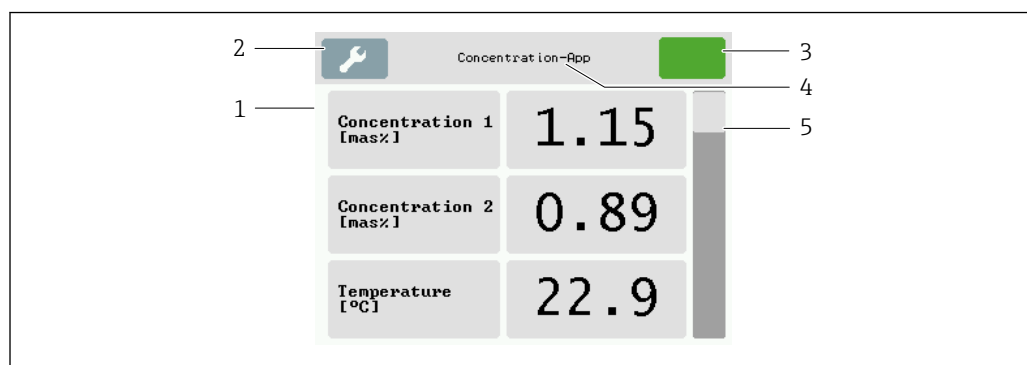 2
Concentration-App
3
4
1
Concentration 1
[mas%]
1.15
5
Concentration 2
[mas%]
0.89
Temperature
[°C]
22.9